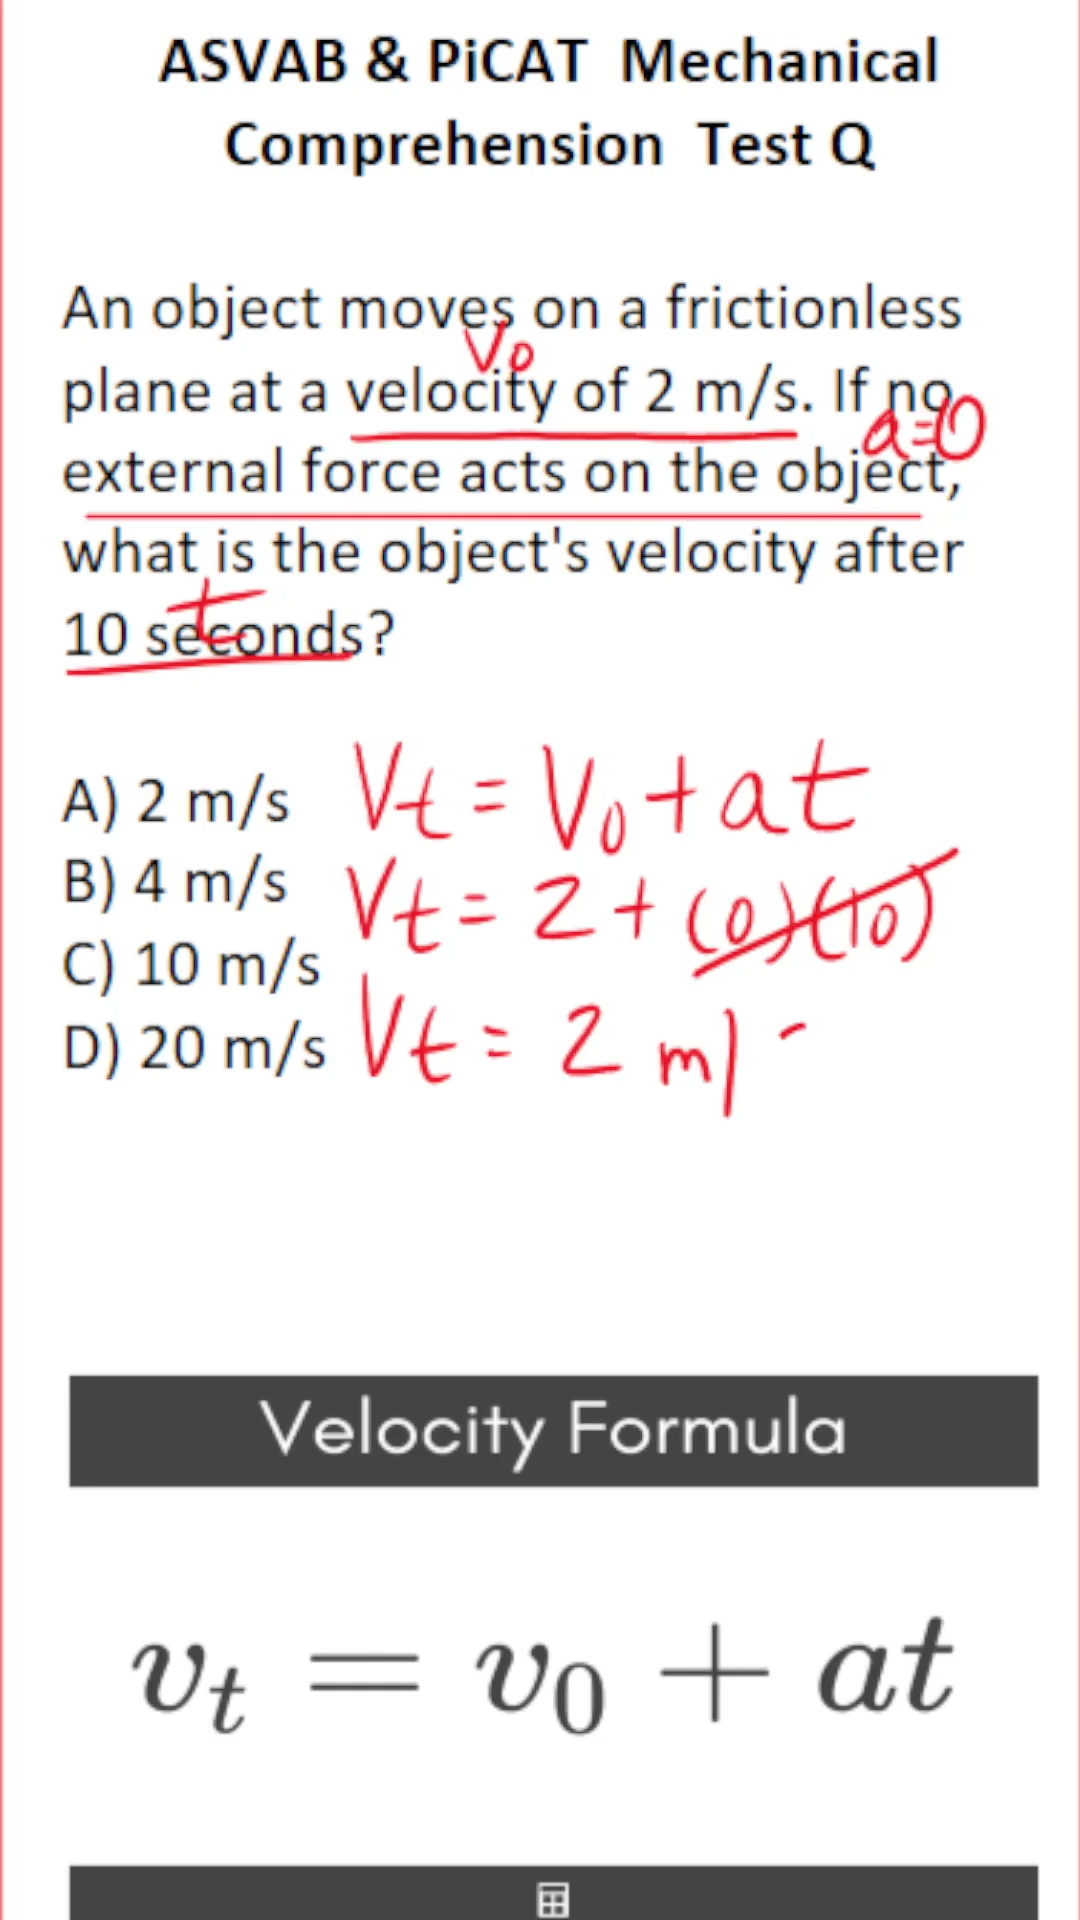 ASVAB & PiCAT Mechanical
Comprehension Test Q
An object moves on a frictionless
V₀
plane at a velocity of 2 m/s. If no
a=0
external force acts on the object,
what is the object's velocity after
t
10 seconds?
A) 2 m/s
Vt = V₀ + at
B) 4 m/s
Vt = 2 + (0)(10)
C) 10 m/s
D) 20 m/s
Vt = 2 m/
Velocity Formula
vₜ = v₀ + at